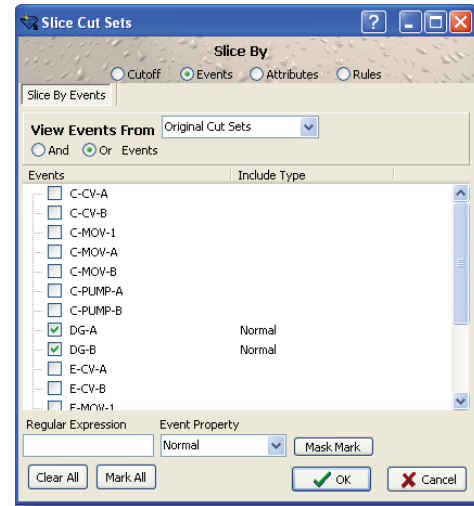 Slice Cut Sets
Slice By
Cutoff Events Attributes Rules
Slice By Events
View Events From Original Cut Sets
And Or Events
Events Include Type
C-CV-A
C-CV-B
C-MOV-1
C-MOV-A
C-MOV-B
C-PUMP-A
C-PUMP-B
DG-A Normal
DG-B Normal
E-CV-A
E-CV-B
E-MOV-1
Regular Expression Event Property
Normal Mask Mark
Clear All Mark All OK Cancel